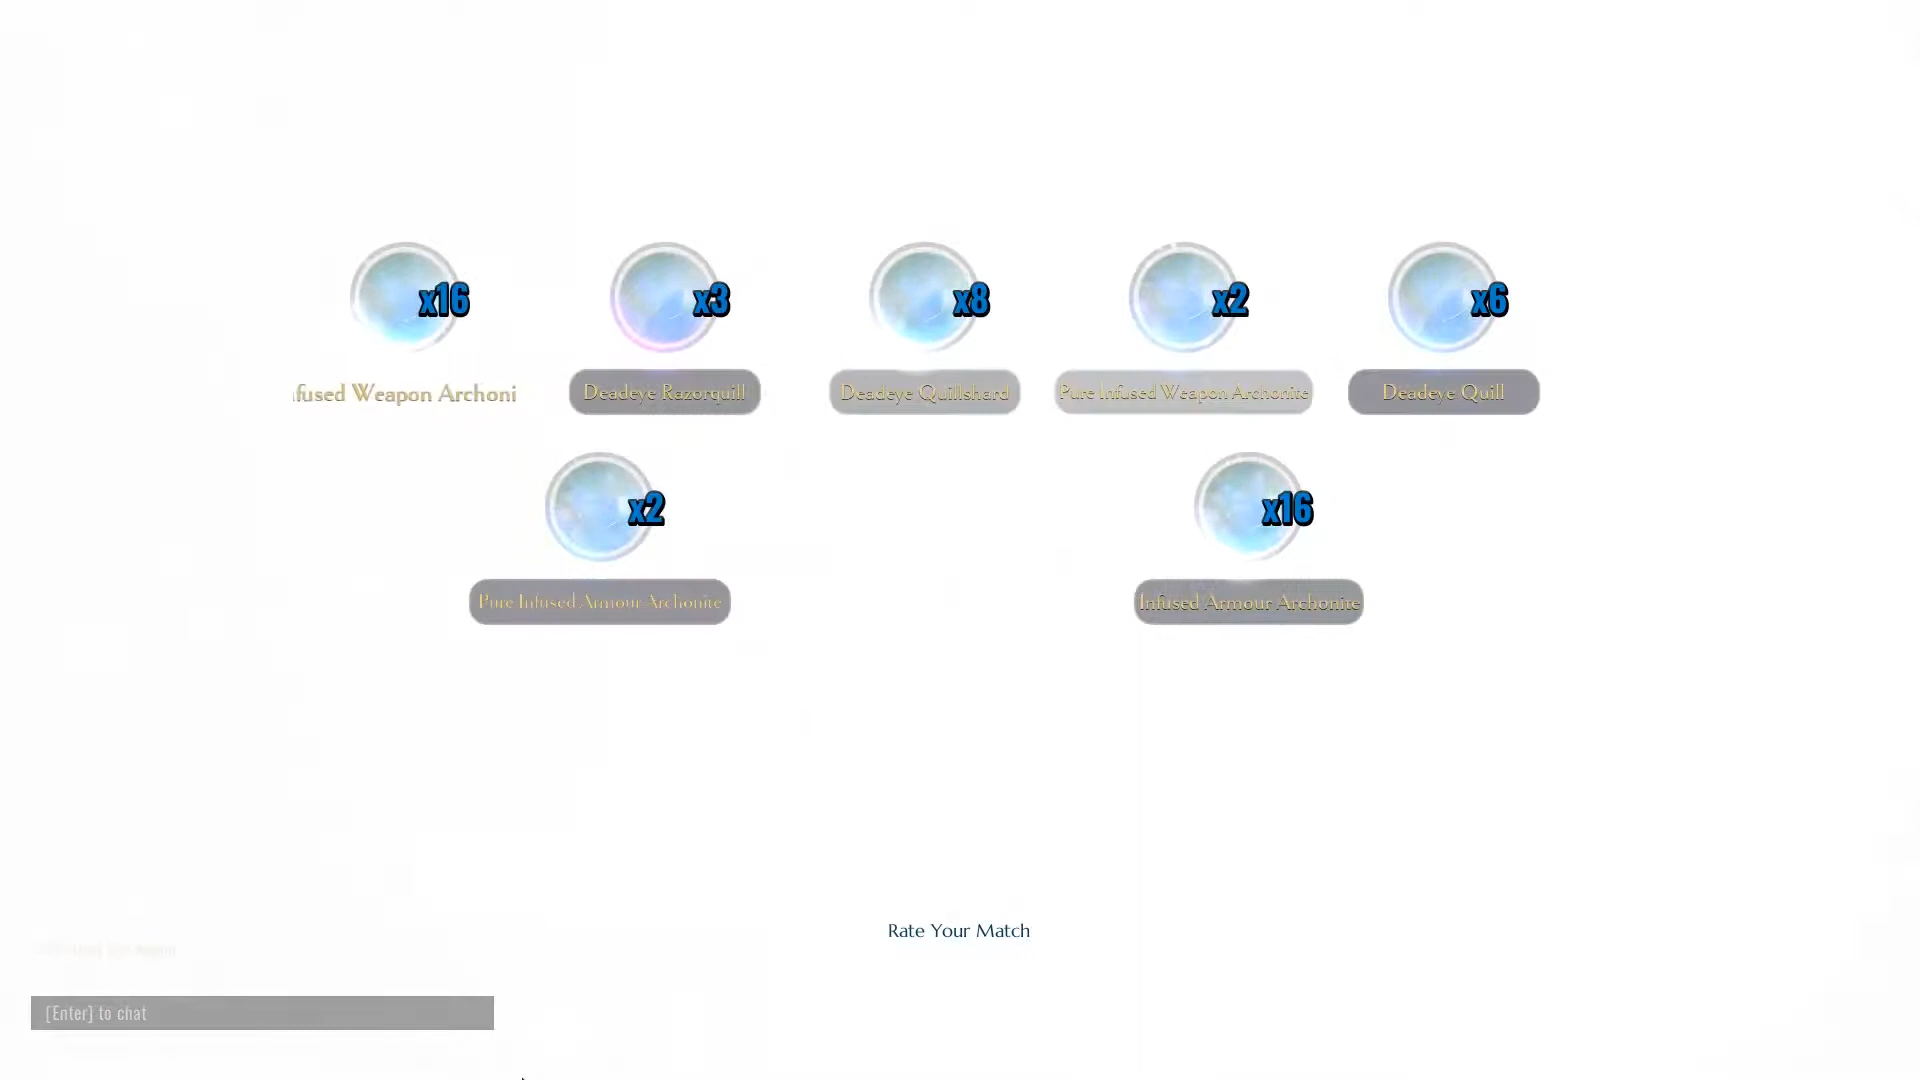 x16
x3
x8
x2
x6
fused Weapon Archoni
Deadeye Razorquill
Deadeye Quillshard
Pure Infused Weapon Archonite
Deadeye Quill
x2
x16
Pure Infused Armour Archonite
Infused Armour Archonite
Rate Your Match
[Enter] to chat